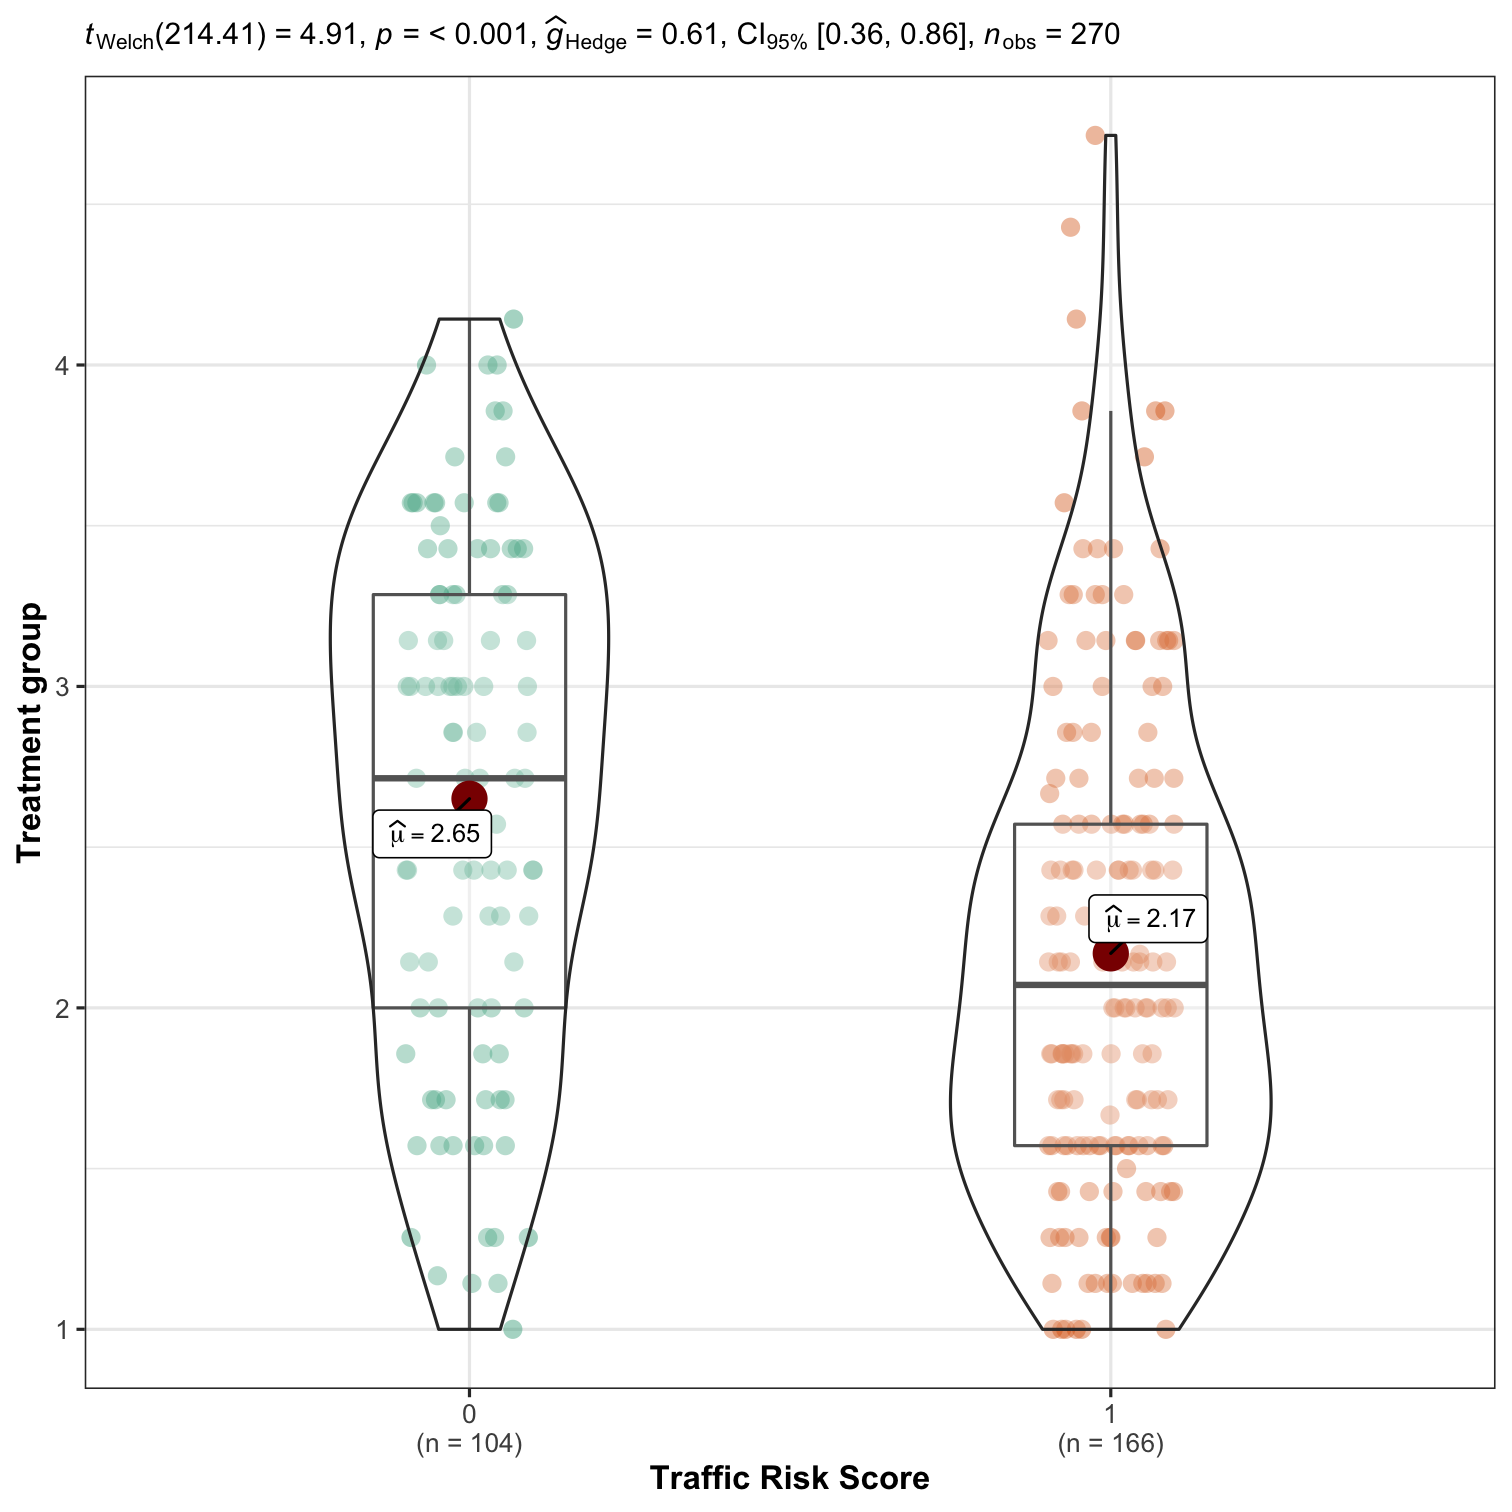 tWelch(214.41) = 4.91, p = < 0.001, ĝHedge = 0.61, CI95% [0.36, 0.86], nobs = 270
Treatment group
4
3
2
1
μ̂ = 2.65
μ̂ = 2.17
0
(n = 104)
1
(n = 166)
Traffic Risk Score